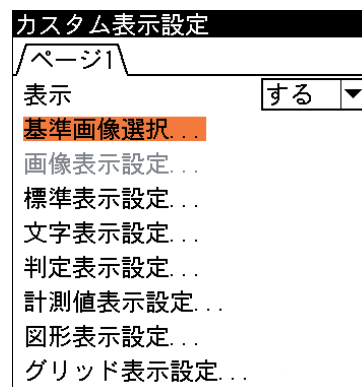 カスタム表示設定
ページ1
表示 する
基準画像選択...
画像表示設定...
標準表示設定...
文字表示設定...
判定表示設定...
計測値表示設定...
図形表示設定...
グリッド表示設定...